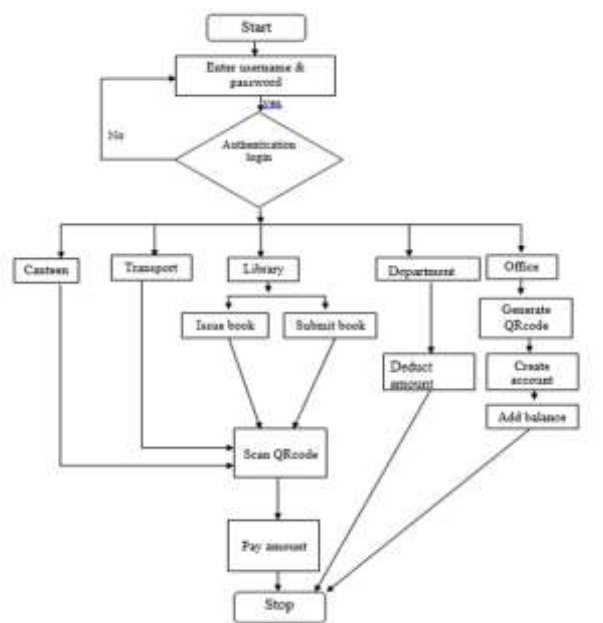 Start
Enter username &
password
yes
No
Authentication
login
Canteen
Transport
Library
Department
Office
Issue book
Submit book
Generate
QRcode
Deduct
amount
Create
account
Add balance
Scan QRcode
Pay amount
Stop